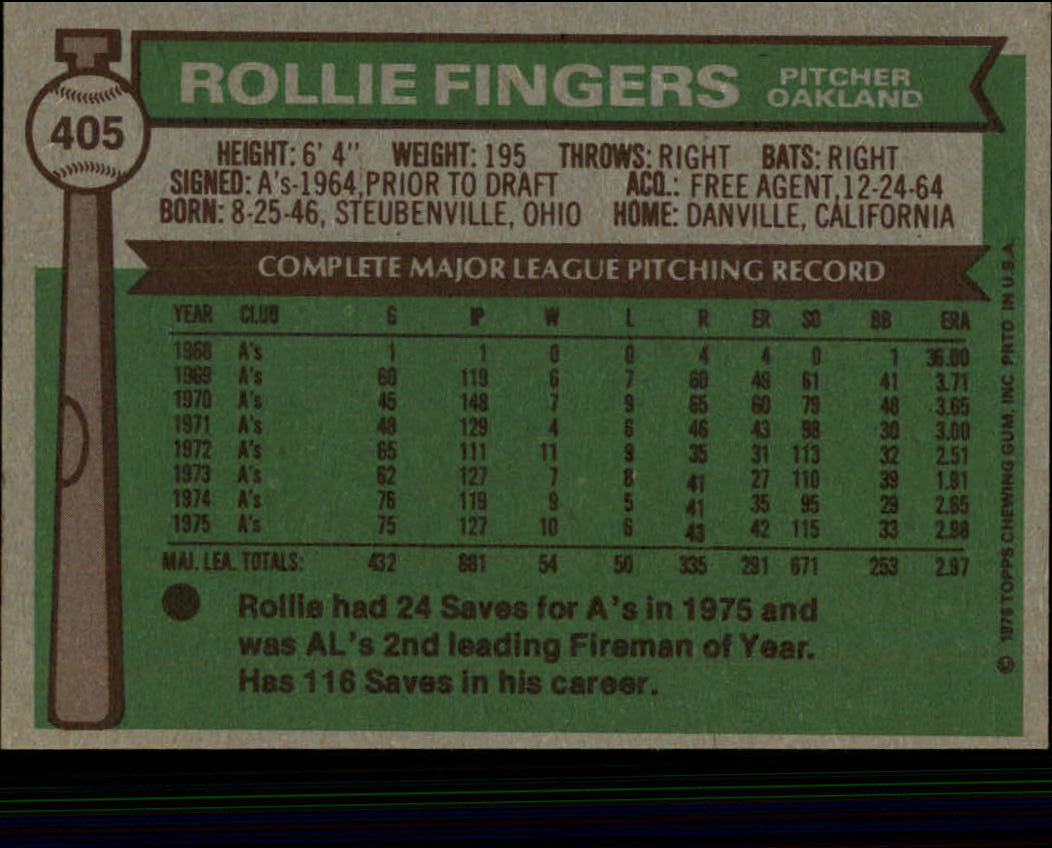 405
ROLLIE FINGERS PITCHER OAKLAND
HEIGHT: 6' 4" WEIGHT: 195 THROWS: RIGHT BATS: RIGHT
SIGNED: A's-1964, PRIOR TO DRAFT ACQ.: FREE AGENT, 12-24-64
BORN: 8-25-46, STEUBENVILLE, OHIO HOME: DANVILLE, CALIFORNIA
COMPLETE MAJOR LEAGUE PITCHING RECORD
YEAR CLUB G IP W L R ER SO BB ERA
1968 A's 1 1 0 0 4 4 0 1 36.00
1969 A's 60 119 6 7 60 49 61 41 3.71
1970 A's 45 148 7 9 65 60 79 48 3.65
1971 A's 48 129 4 6 46 43 98 30 3.00
1972 A's 65 111 11 9 35 31 113 32 2.51
1973 A's 62 127 7 8 41 27 110 39 1.91
1974 A's 76 119 9 5 41 35 95 29 2.65
1975 A's 75 127 10 6 43 42 115 33 2.98
MAJ. LEA. TOTALS: 432 881 54 50 335 291 671 253 2.97
Rollie had 24 Saves for A's in 1975 and
was AL's 2nd leading Fireman of Year.
Has 116 Saves in his career.
© 1976 TOPPS CHEWING GUM, INC. PRTD. IN U.S.A.